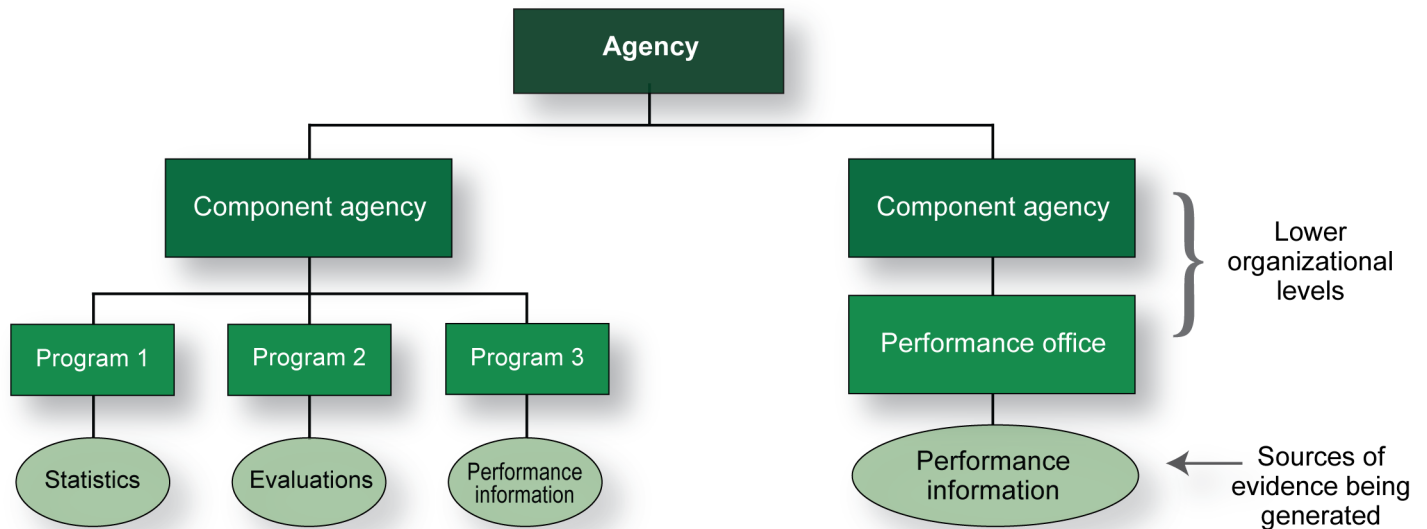 Agency
Component agency
Component agency
Lower
organizational
levels
Program 1
Program 2
Program 3
Performance office
Statistics
Evaluations
Performance
information
Performance
information
Sources of
evidence being
generated